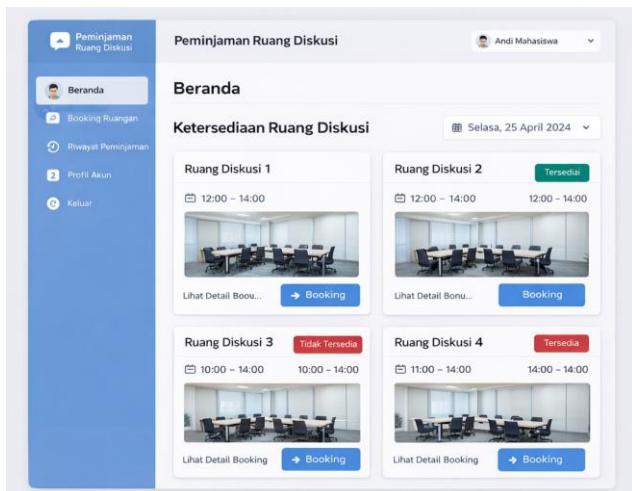 Peminjaman
Ruang Diskusi
Peminjaman Ruang Diskusi
Andi Mahasiswa
Beranda
Booking Ruangan
Riwayat Peminjaman
2 Profil Akun
Keluar
Beranda
Ketersediaan Ruang Diskusi
Selasa, 25 April 2024
Ruang Diskusi 1
12:00 – 14:00
Lihat Detail Boou...
→ Booking
Ruang Diskusi 2
Tersediai
12:00 – 14:00
12:00 – 14:00
Lihat Detail Bonu...
Booking
Ruang Diskusi 3
Tidak Tersedia
10:00 – 14:00
10:00 – 14:00
Lihat Detail Booking
→ Booking
Ruang Diskusi 4
Tersedia
11:00 – 14:00
14:00 – 14:00
Lihat Detail Booking
→ Booking